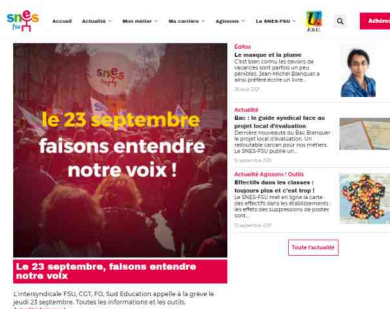 snes
fsu
Accueil Actualité Mon métier Ma carrière Agissons Le SNES-FSU
F.S.U.
Adhérer
snes
le 23 septembre
faisons entendre
notre voix !
Le 23 septembre, faisons entendre
notre voix
L'intersyndicale FSU, CGT, FO, Sud Education appelle à la grève le
jeudi 23 septembre. Toutes les informations et les outils.
Éditos
Le masque et la plume
C'est bien connu les devoirs de
vacances sont parfois un peu
pénibles. Jean-Michel Blanquer a
ainsi préféré écrire un livre...
Actualité
Bac : le guide syndical face au
projet local d'évaluation
Dernière nouveauté du Bac Blanquer :
le projet local d'évaluation. Un
redoutable carcan pour nos métiers.
Le SNES-FSU publie un...
Actualité Agissons ! Outils
Effectifs dans les classes :
toujours plus et c'est trop !
Le SNES-FSU met en ligne la carte
des effectifs dans les établissements :
les effets des suppressions de postes
sont...
Toute l'actualité